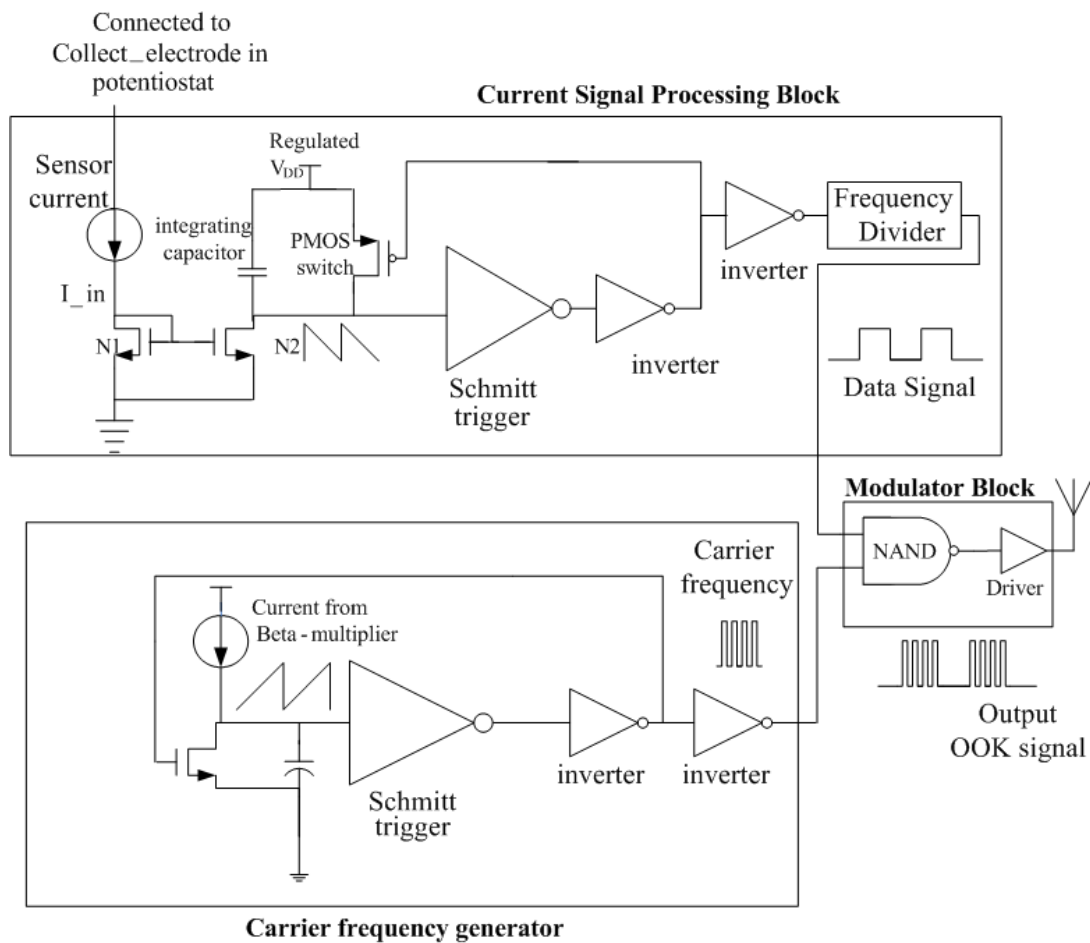 Connected to
Collect_electrode in
potentiostat
Current Signal Processing Block
Regulated
VDD
Sensor
current
integrating
capacitor
PMOS
switch
I_in
N1
N2
Schmitt
trigger
inverter
inverter
Frequency
Divider
Data Signal
Modulator Block
NAND
Driver
Output
OOK signal
Carrier
frequency
Current from
Beta-multiplier
Schmitt
trigger
inverter
inverter
Carrier frequency generator